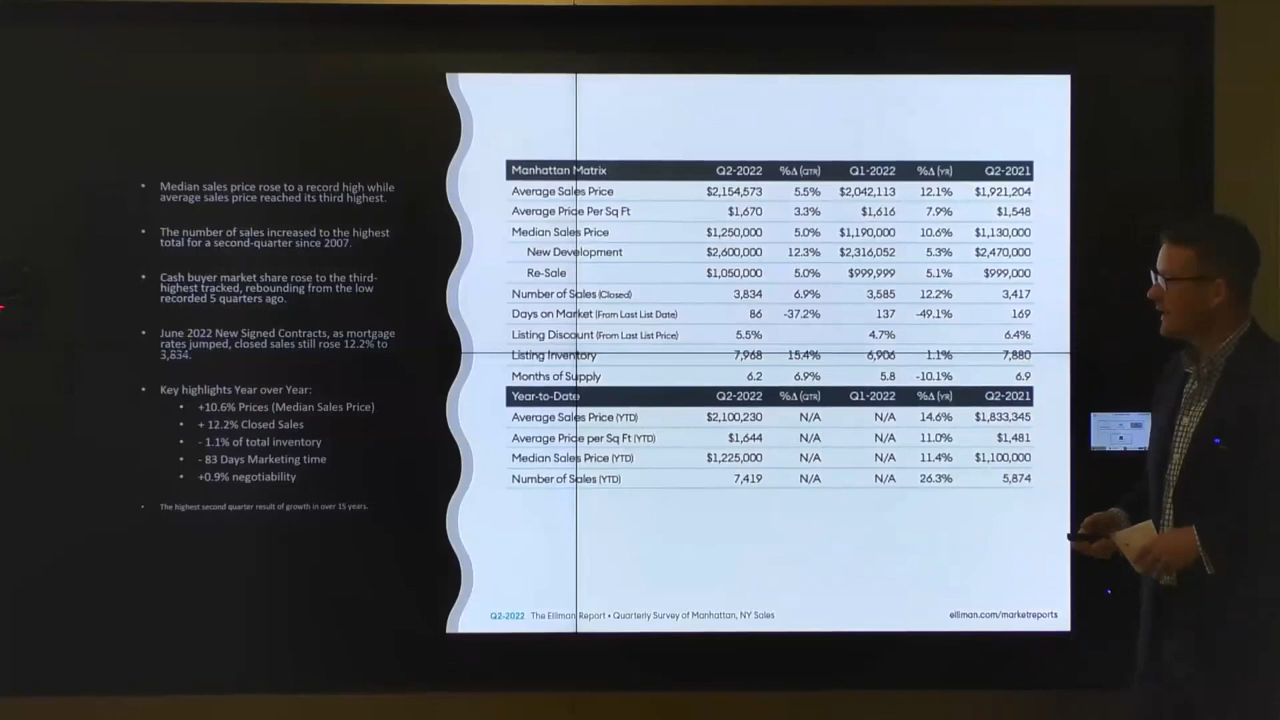 • Median sales price rose to a record high while
average sales price reached its third highest.
• The number of sales increased to the highest
total for a second-quarter since 2007.
• Cash buyer market share rose to the third-
highest tracked, rebounding from the low
recorded 5 quarters ago.
• June 2022 New Signed Contracts, as mortgage
rates jumped, closed sales still rose 12.2% to
3,834.
• Key highlights Year over Year:
• +10.6% Prices (Median Sales Price)
• + 12.2% Closed Sales
• - 1.1% of total inventory
• - 83 Days Marketing time
• +0.9% negotiability
• The highest second quarter result of growth in over 15 years.
Manhattan Matrix Q2-2022 %Δ (QTR) Q1-2022 %Δ (YR) Q2-2021
Average Sales Price $2,154,573 5.5% $2,042,113 12.1% $1,921,204
Average Price Per Sq Ft $1,670 3.3% $1,616 7.9% $1,548
Median Sales Price $1,250,000 5.0% $1,190,000 10.6% $1,130,000
New Development $2,600,000 12.3% $2,316,052 5.3% $2,470,000
Re-Sale $1,050,000 5.0% $999,999 5.1% $999,000
Number of Sales (Closed) 3,834 6.9% 3,585 12.2% 3,417
Days on Market (From Last List Date) 86 -37.2% 137 -49.1% 169
Listing Discount (From Last List Price) 5.5% 4.7% 6.4%
Listing Inventory 7,968 15.4% 6,906 1.1% 7,880
Months of Supply 6.2 6.9% 5.8 -10.1% 6.9
Year-to-Date Q2-2022 %Δ (QTR) Q1-2022 %Δ (YR) Q2-2021
Average Sales Price (YTD) $2,100,230 N/A N/A 14.6% $1,833,345
Average Price per Sq Ft (YTD) $1,644 N/A N/A 11.0% $1,481
Median Sales Price (YTD) $1,225,000 N/A N/A 11.4% $1,100,000
Number of Sales (YTD) 7,419 N/A N/A 26.3% 5,874
Q2-2022 The Elliman Report • Quarterly Survey of Manhattan, NY Sales
elliman.com/marketreports